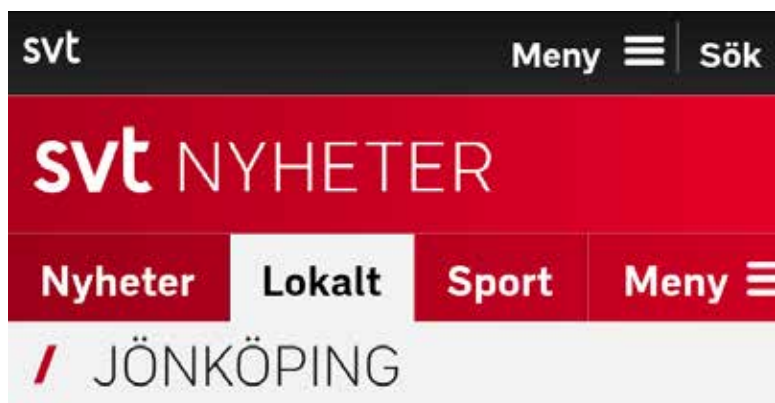 svt Meny Sök
svt NYHETER
Nyheter Lokalt Sport Meny
/ JÖNKÖPING